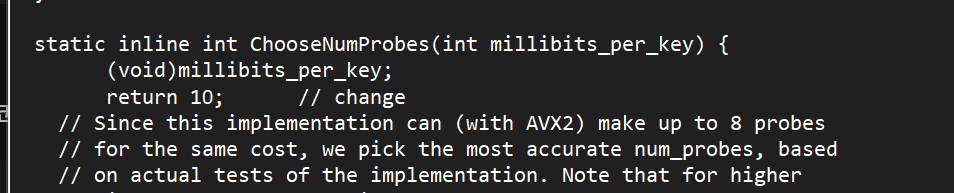 static inline int ChooseNumProbes(int millibits_per_key) {
(void)millibits_per_key;
return 10; // change
// Since this implementation can (with AVX2) make up to 8 probes
// for the same cost, we pick the most accurate num_probes, based
// on actual tests of the implementation. Note that for higher